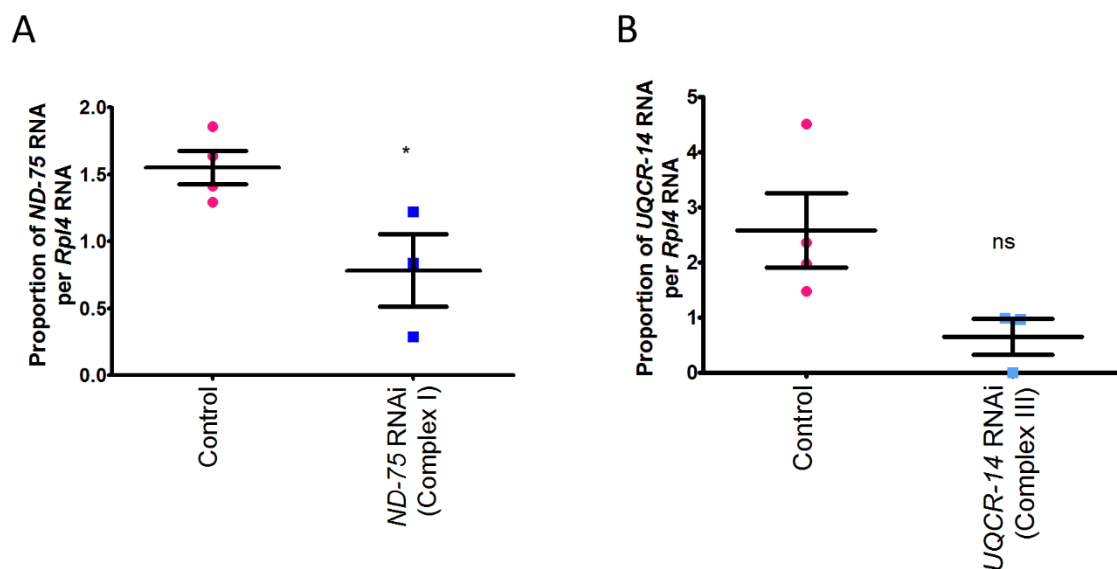 A
Proportion of ND-75 RNA
per Rpl4 RNA
2.0
1.5
1.0
0.5
0.0
*
Control
ND-75 RNAi
(Complex I)
B
Proportion of UQCR-14 RNA
per Rpl4 RNA
5
4
3
2
1
0
ns
Control
UQCR-14 RNAi
(Complex III)